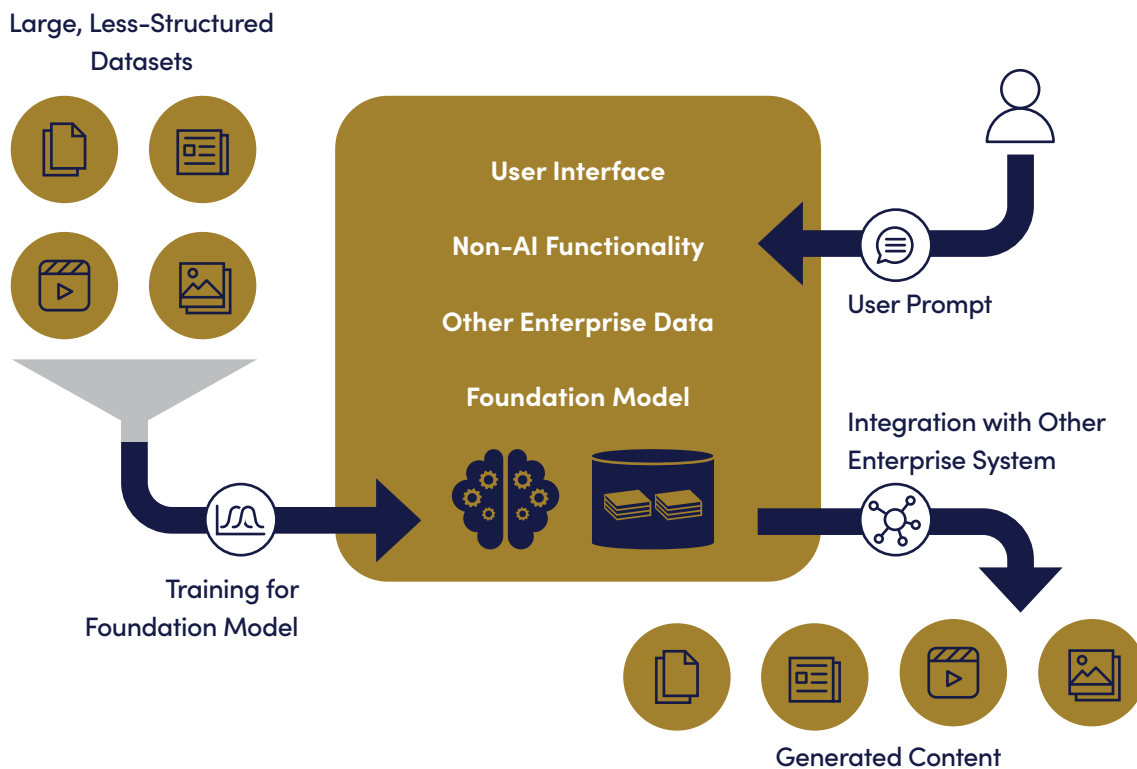 Large, Less-Structured
Datasets
User Interface
Non-AI Functionality
Other Enterprise Data
Foundation Model
User Prompt
Integration with Other
Enterprise System
Training for
Foundation Model
Generated Content